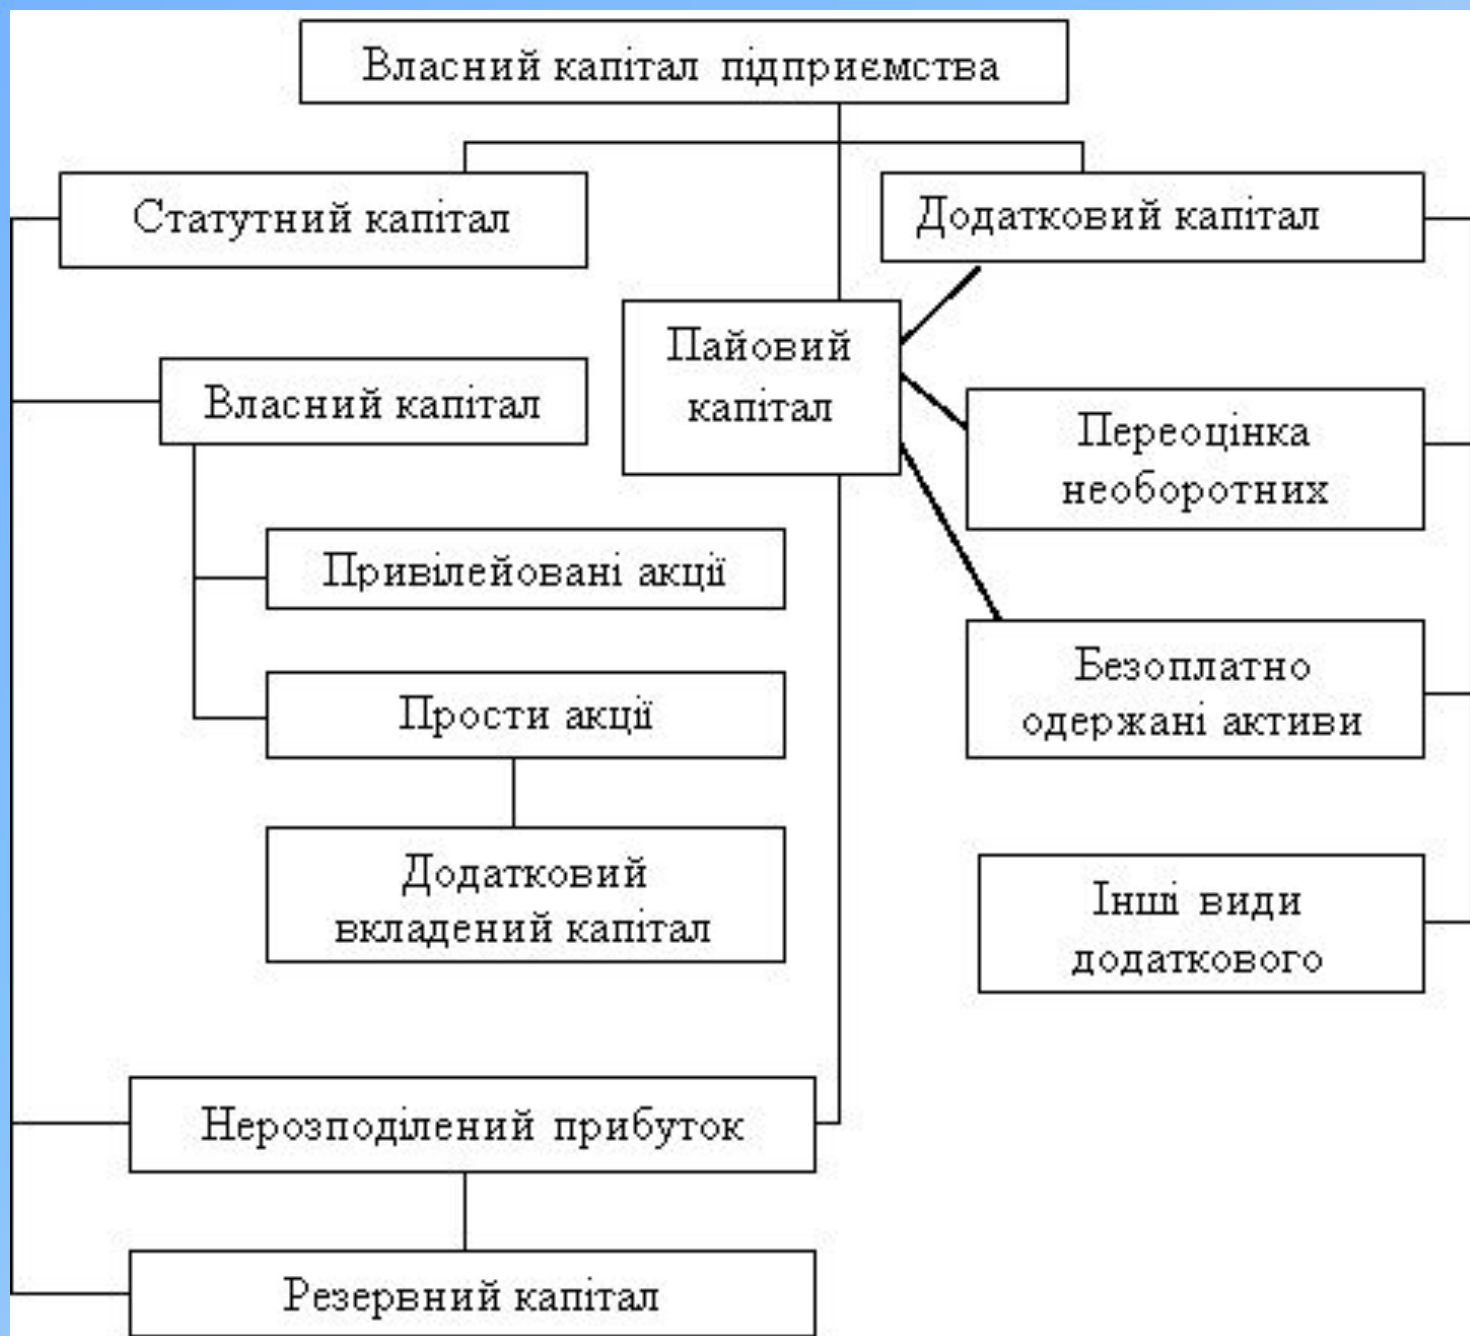 Власний капітал підприємства
Статутний капітал
Додатковий капітал
Пайовий
капітал
Власний капітал
Переоцінка
необоротних
Привілейовані акції
Безоплатно
одержані активи
Прости акції
Додатковий
вкладений капітал
Інші види
додаткового
Нерозподілений прибуток
Резервний капітал